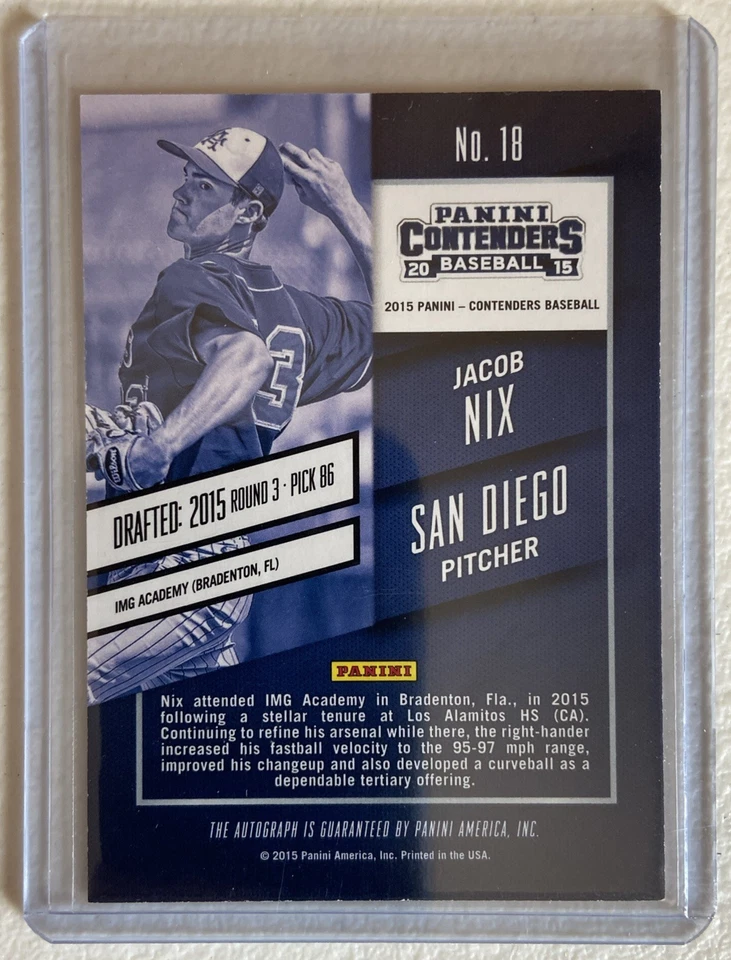 No. 18
PANINI
CONTENDERS
20 BASEBALL 15
2015 PANINI – CONTENDERS BASEBALL
JACOB
NIX
SAN DIEGO
PITCHER
3
Wilson
DRAFTED: 2015 ROUND 3 · PICK 86
IMG ACADEMY (BRADENTON, FL)
PANINI
Nix attended IMG Academy in Bradenton, Fla., in 2015
following a stellar tenure at Los Alamitos HS (CA).
Continuing to refine his arsenal while there, the right-hander
increased his fastball velocity to the 95-97 mph range,
improved his changeup and also developed a curveball as a
dependable tertiary offering.
THE AUTOGRAPH IS GUARANTEED BY PANINI AMERICA, INC.
© 2015 Panini America, Inc. Printed in the USA.